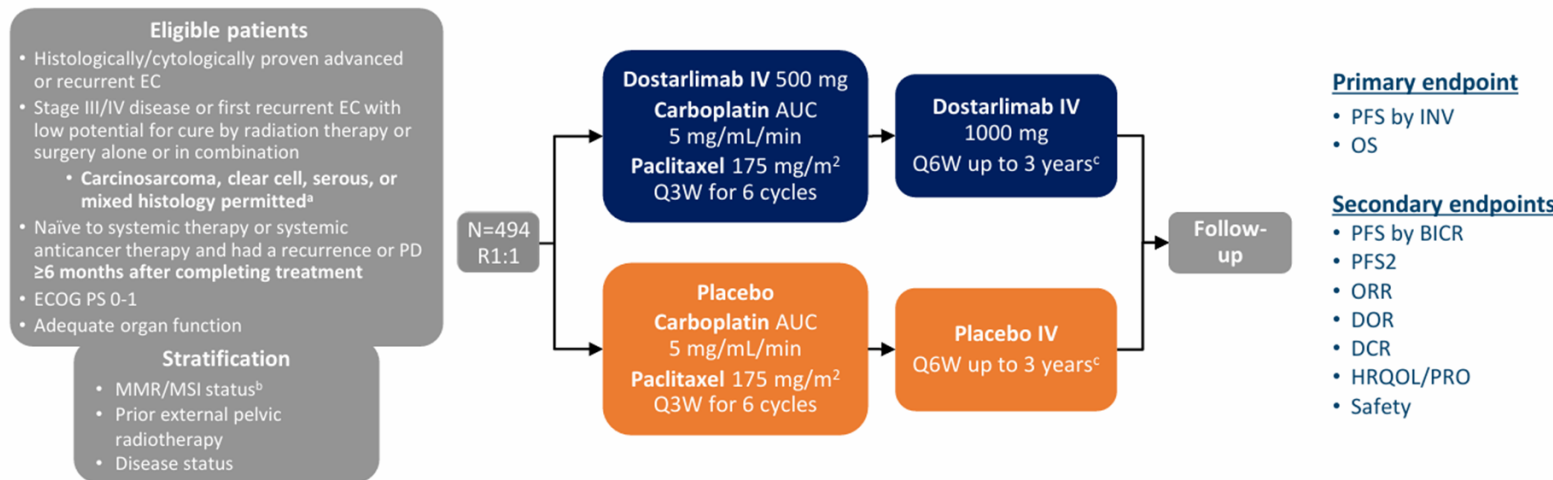 Eligible patients
• Histologically/cytologically proven advanced
or recurrent EC
• Stage III/IV disease or first recurrent EC with
low potential for cure by radiation therapy or
surgery alone or in combination
• Carcinosarcoma, clear cell, serous, or
mixed histology permittedᵃ
• Naïve to systemic therapy or systemic
anticancer therapy and had a recurrence or PD
≥6 months after completing treatment
• ECOG PS 0-1
• Adequate organ function
Stratification
• MMR/MSI statusᵇ
• Prior external pelvic
radiotherapy
• Disease status
N=494
R1:1
Dostarlimab IV 500 mg
Carboplatin AUC
5 mg/mL/min
Paclitaxel 175 mg/m²
Q3W for 6 cycles
Dostarlimab IV
1000 mg
Q6W up to 3 yearsᶜ
Placebo
Carboplatin AUC
5 mg/mL/min
Paclitaxel 175 mg/m²
Q3W for 6 cycles
Placebo IV
Q6W up to 3 yearsᶜ
Follow-
up
Primary endpoint
• PFS by INV
• OS
Secondary endpoints
• PFS by BICR
• PFS2
• ORR
• DOR
• DCR
• HRQOL/PRO
• Safety